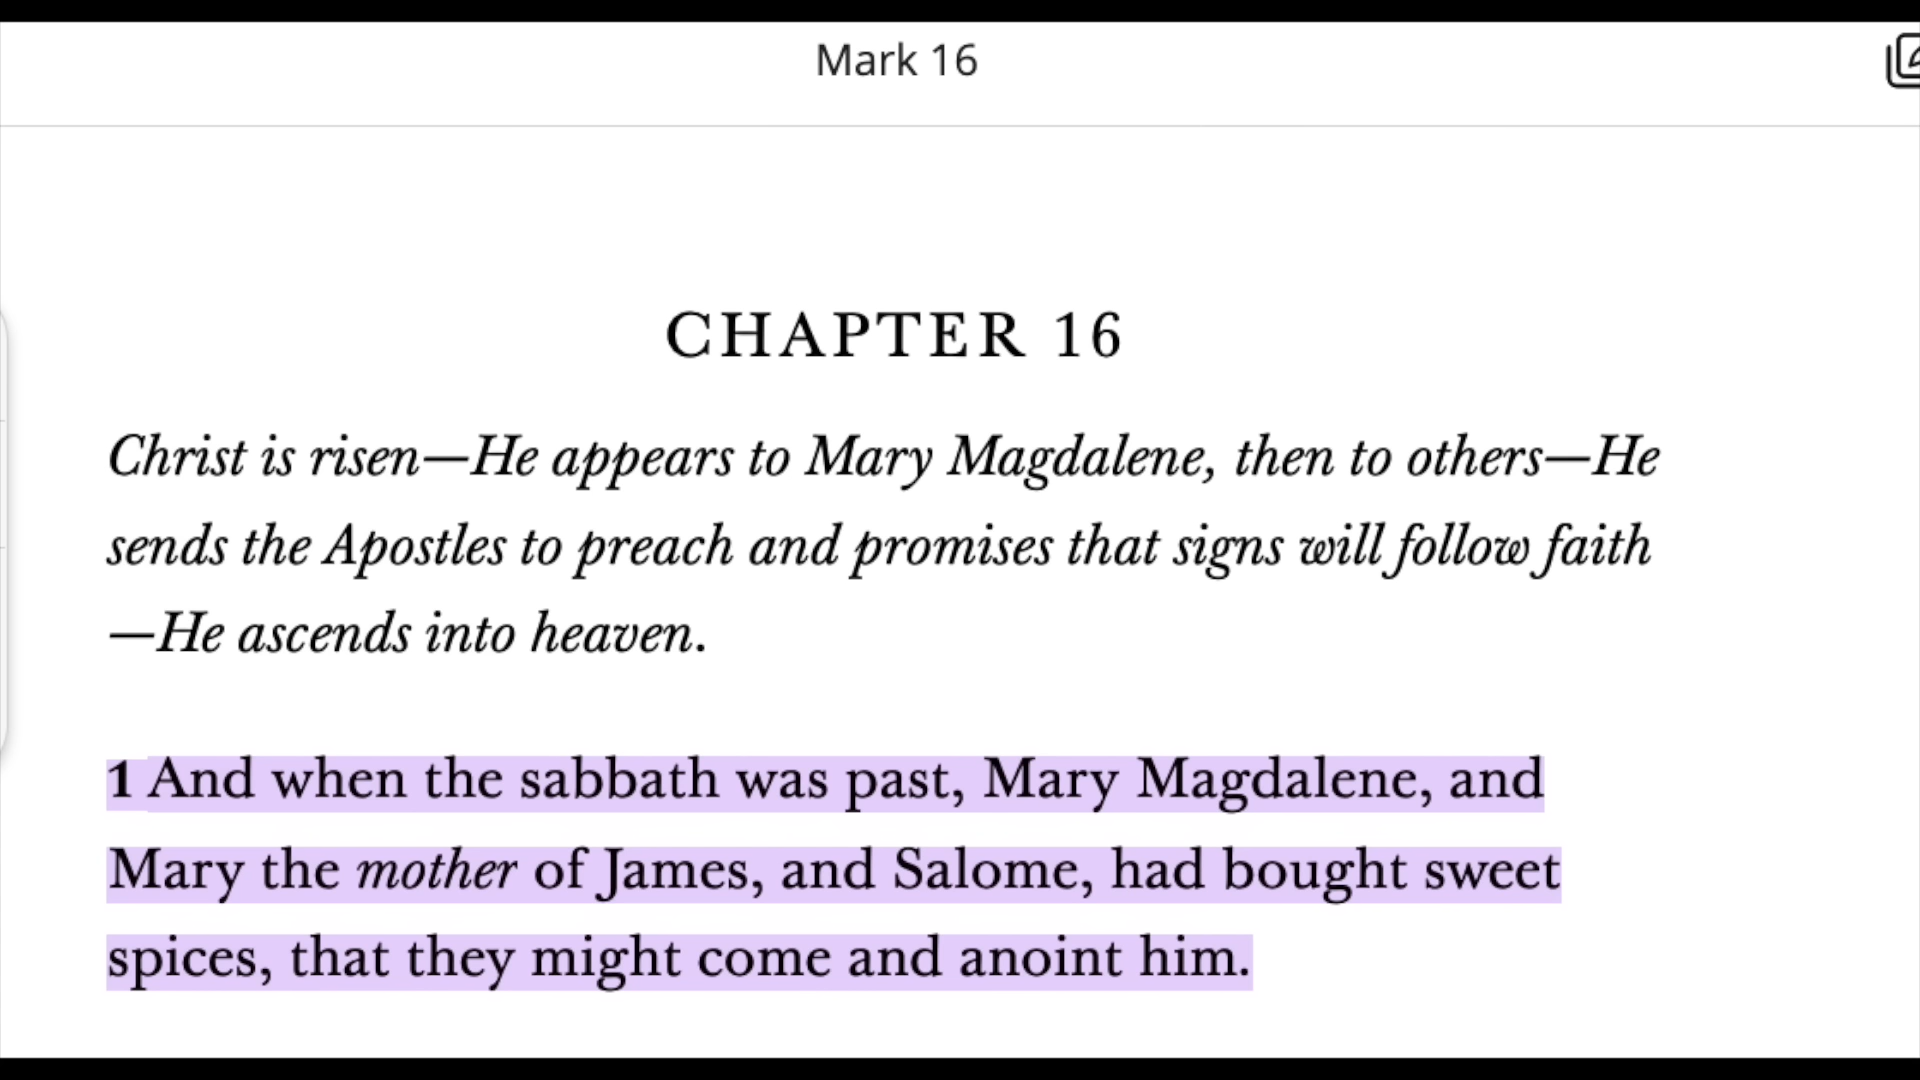 Mark 16
CHAPTER 16
Christ is risen—He appears to Mary Magdalene, then to others—He
sends the Apostles to preach and promises that signs will follow faith
—He ascends into heaven.
1 And when the sabbath was past, Mary Magdalene, and
Mary the mother of James, and Salome, had bought sweet
spices, that they might come and anoint him.